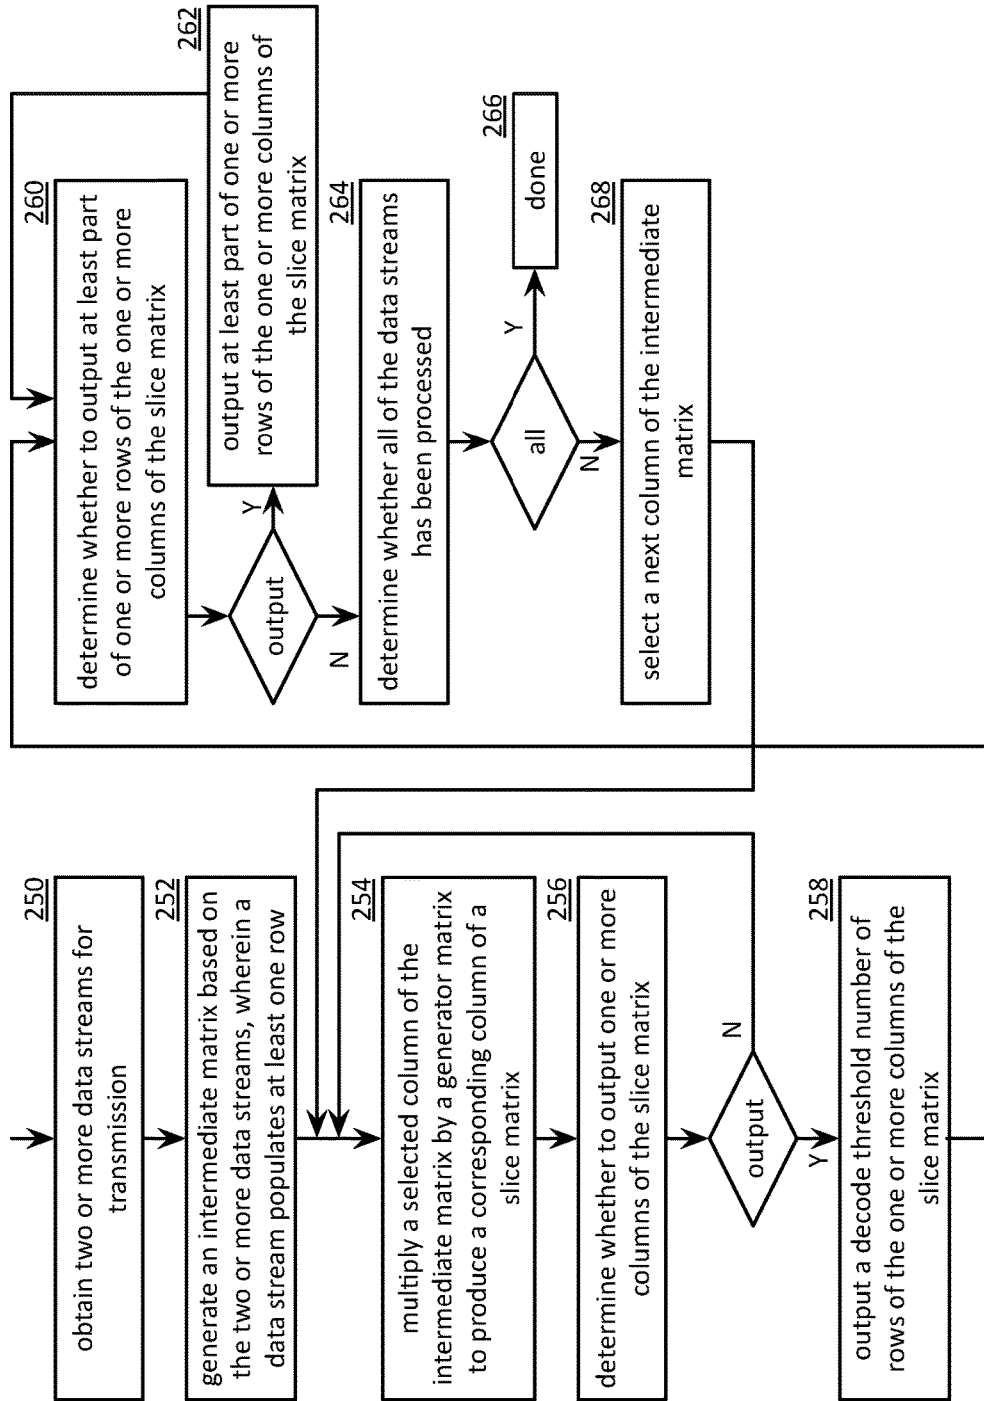 250
obtain two or more data streams for
transmission
252
generate an intermediate matrix based on
the two or more data streams, wherein a
data stream populates at least one row
254
multiply a selected column of the
intermediate matrix by a generator matrix
to produce a corresponding column of a
slice matrix
256
determine whether to output one or more
columns of the slice matrix
output
N
Y
258
output a decode threshold number of
rows of the one or more columns of the
slice matrix
260
determine whether to output at least part
of one or more rows of the one or more
columns of the slice matrix
output
Y
N
262
output at least part of one or more
rows of the one or more columns of
the slice matrix
264
determine whether all of the data streams
has been processed
all
Y
N
266
done
268
select a next column of the intermediate
matrix